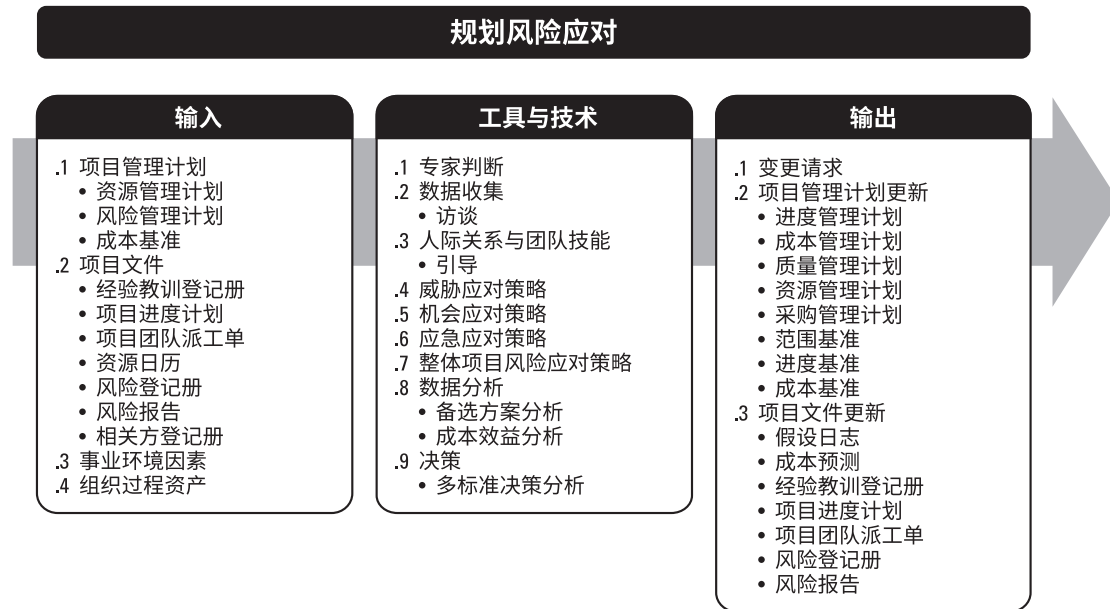 规划风险应对
输入
.1 项目管理计划
• 资源管理计划
• 风险管理计划
• 成本基准
.2 项目文件
• 经验教训登记册
• 项目进度计划
• 项目团队派工单
• 资源日历
• 风险登记册
• 风险报告
• 相关方登记册
.3 事业环境因素
.4 组织过程资产
工具与技术
.1 专家判断
.2 数据收集
• 访谈
.3 人际关系与团队技能
• 引导
.4 威胁应对策略
.5 机会应对策略
.6 应急应对策略
.7 整体项目风险应对策略
.8 数据分析
• 备选方案分析
• 成本效益分析
.9 决策
• 多标准决策分析
输出
.1 变更请求
.2 项目管理计划更新
• 进度管理计划
• 成本管理计划
• 质量管理计划
• 资源管理计划
• 采购管理计划
• 范围基准
• 进度基准
• 成本基准
.3 项目文件更新
• 假设日志
• 成本预测
• 经验教训登记册
• 项目进度计划
• 项目团队派工单
• 风险登记册
• 风险报告